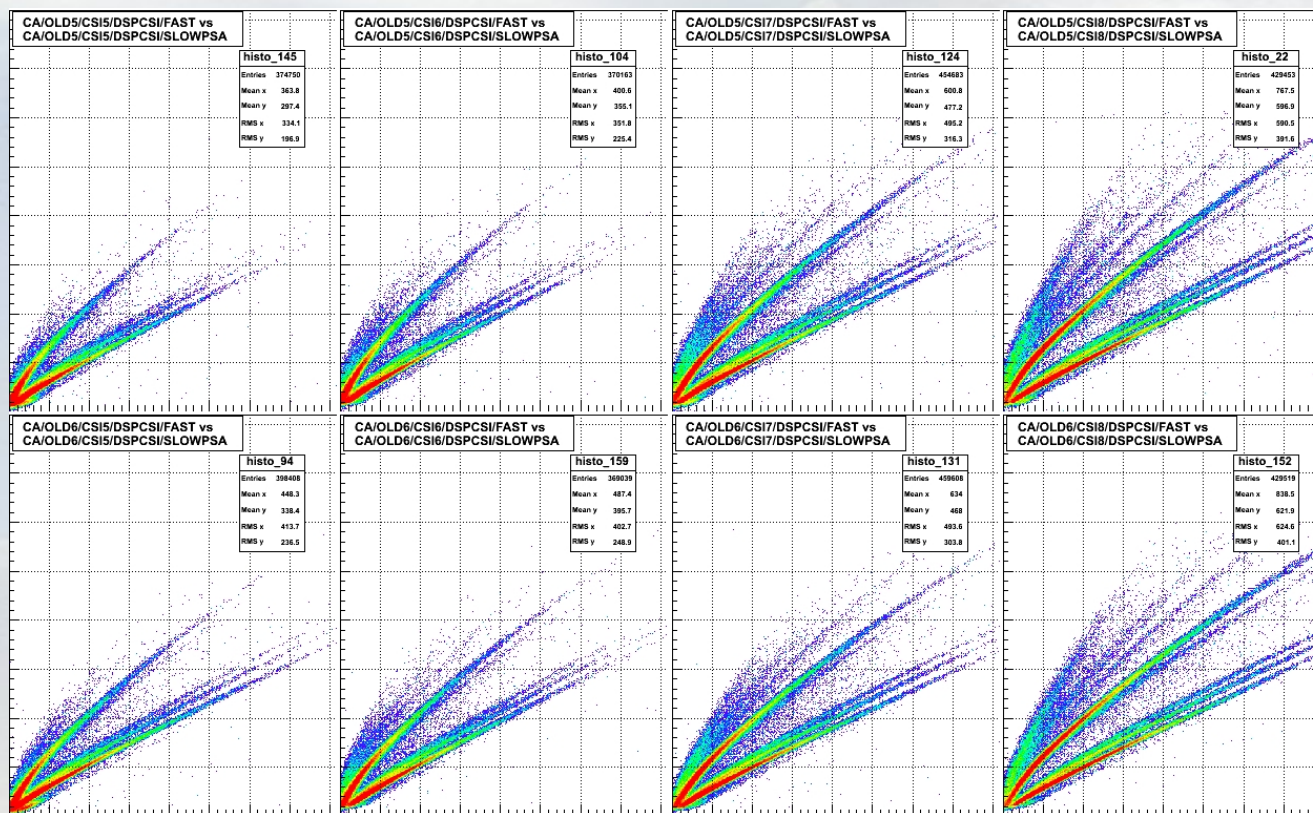 CA/OLD5/CSI5/DSPCSI/FAST vs
CA/OLD5/CSI5/DSPCSI/SLOWPSA
histo_145
Entries 374750
Mean x 363.8
Mean y 297.4
RMS x 334.1
RMS y 196.9
CA/OLD5/CSI6/DSPCSI/FAST vs
CA/OLD5/CSI6/DSPCSI/SLOWPSA
histo_104
Entries 370163
Mean x 400.6
Mean y 355.1
RMS x 351.8
RMS y 225.4
CA/OLD5/CSI7/DSPCSI/FAST vs
CA/OLD5/CSI7/DSPCSI/SLOWPSA
histo_124
Entries 454683
Mean x 600.8
Mean y 477.2
RMS x 495.2
RMS y 316.3
CA/OLD5/CSI8/DSPCSI/FAST vs
CA/OLD5/CSI8/DSPCSI/SLOWPSA
histo_22
Entries 429453
Mean x 767.5
Mean y 596.9
RMS x 590.5
RMS y 391.6
CA/OLD6/CSI5/DSPCSI/FAST vs
CA/OLD6/CSI5/DSPCSI/SLOWPSA
histo_94
Entries 398408
Mean x 448.3
Mean y 338.4
RMS x 413.7
RMS y 236.5
CA/OLD6/CSI6/DSPCSI/FAST vs
CA/OLD6/CSI6/DSPCSI/SLOWPSA
histo_159
Entries 369039
Mean x 487.4
Mean y 395.7
RMS x 402.7
RMS y 248.9
CA/OLD6/CSI7/DSPCSI/FAST vs
CA/OLD6/CSI7/DSPCSI/SLOWPSA
histo_131
Entries 459608
Mean x 634
Mean y 468
RMS x 493.6
RMS y 303.8
CA/OLD6/CSI8/DSPCSI/FAST vs
CA/OLD6/CSI8/DSPCSI/SLOWPSA
histo_152
Entries 429519
Mean x 838.5
Mean y 621.9
RMS x 624.6
RMS y 401.1